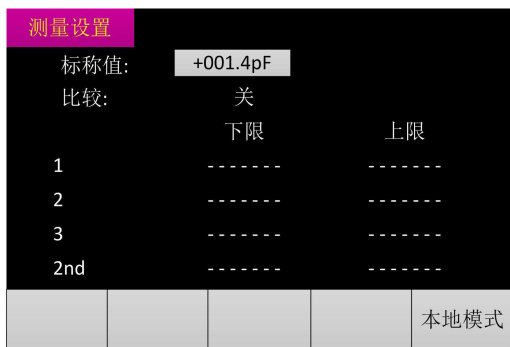 测量设置
标称值: +001.4pF
比较: 关
下限 上限
1 ------- -------
2 ------- -------
3 ------- -------
2nd ------- -------
本地模式